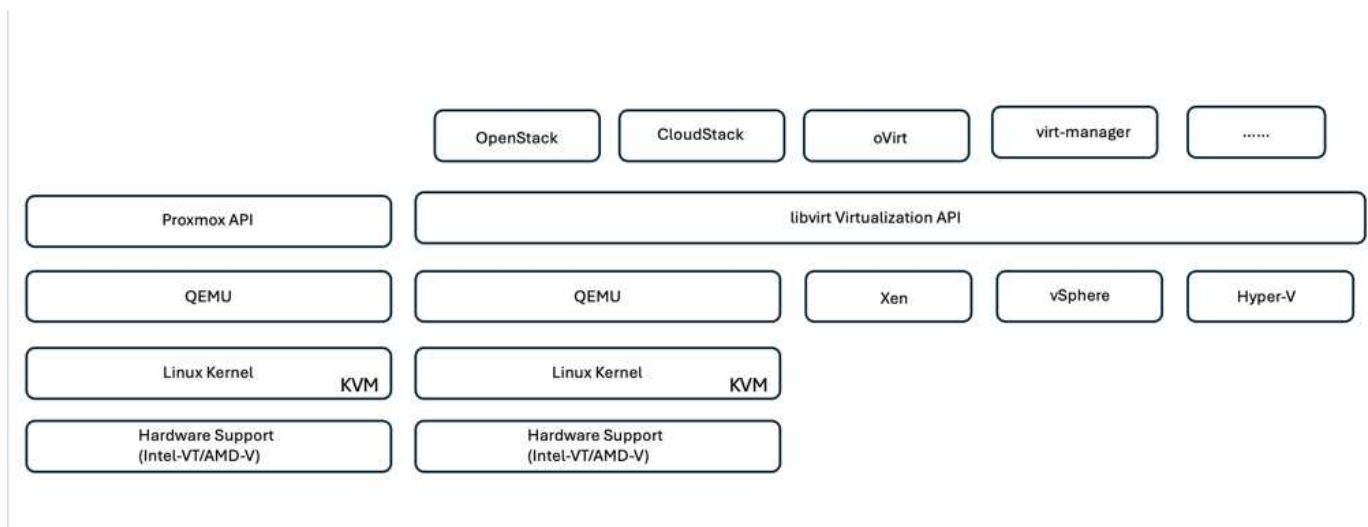 OpenStack
CloudStack
oVirt
virt-manager
......
Proxmox API
libvirt Virtualization API
QEMU
QEMU
Xen
vSphere
Hyper-V
Linux Kernel
KVM
Linux Kernel
KVM
Hardware Support
(Intel-VT/AMD-V)
Hardware Support
(Intel-VT/AMD-V)